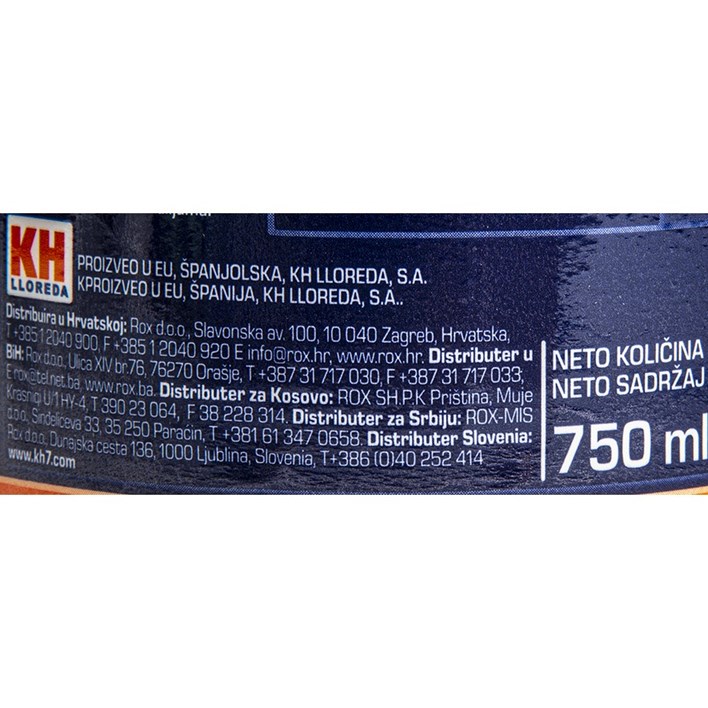 KH
LLOREDA
PROIZVEO U EU, ŠPANJOLSKA, KH LLOREDA, S.A.
KPROIZVEO U EU, ŠPANIJA, KH LLOREDA, S.A..
Distribuira u Hrvatskoj: Rox d.o.o., Slavonska av. 100, 10 040 Zagreb, Hrvatska,
T +385 1 2040 900, F +385 1 2040 920 E info@rox.hr, www.rox.hr. Distributer u
BiH: Rox d.o.o., Ulica XIV br.76, 76270 Orašje, T +387 31 717 030, F +387 31 717 033;
E rox@tel.net.ba, www.rox.ba. Distributer za Kosovo: ROX SH.P.K Priština, Muje
Krasniqi U/1 HY-4, T 390 23 064, F 38 228 314. Distributer za Srbiju: ROX-MIS
d.o.o, Sinđelićeva 33, 35 250 Paraćin, T +381 61 347 0658. Distributer Slovenia:
Rox d.o.o, Dunajska cesta 136, 1000 Ljublina, Slovenia, T+386 (0)40 252 414
www.kh7.com
NETO KOLIČINA
NETO SADRŽAJ
750 ml